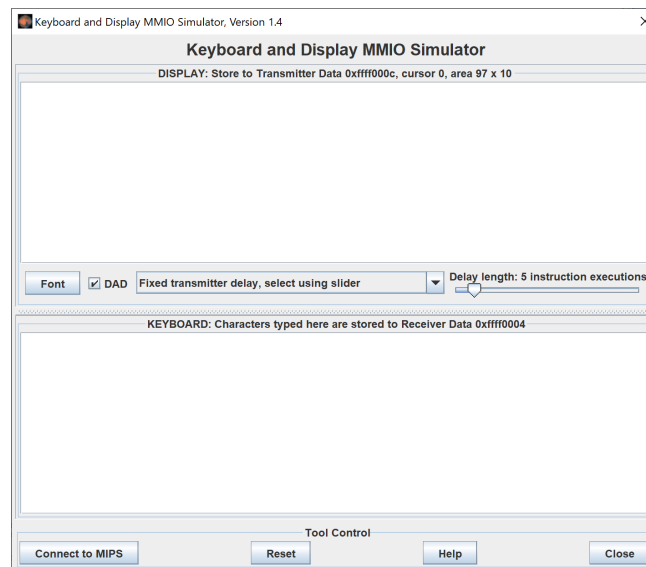 Keyboard and Display MMIO Simulator, Version 1.4
Keyboard and Display MMIO Simulator
DISPLAY: Store to Transmitter Data 0xffff000c, cursor 0, area 97 x 10
Font DAD Fixed transmitter delay, select using slider Delay length: 5 instruction executions
KEYBOARD: Characters typed here are stored to Receiver Data 0xffff0004
Tool Control
Connect to MIPS Reset Help Close